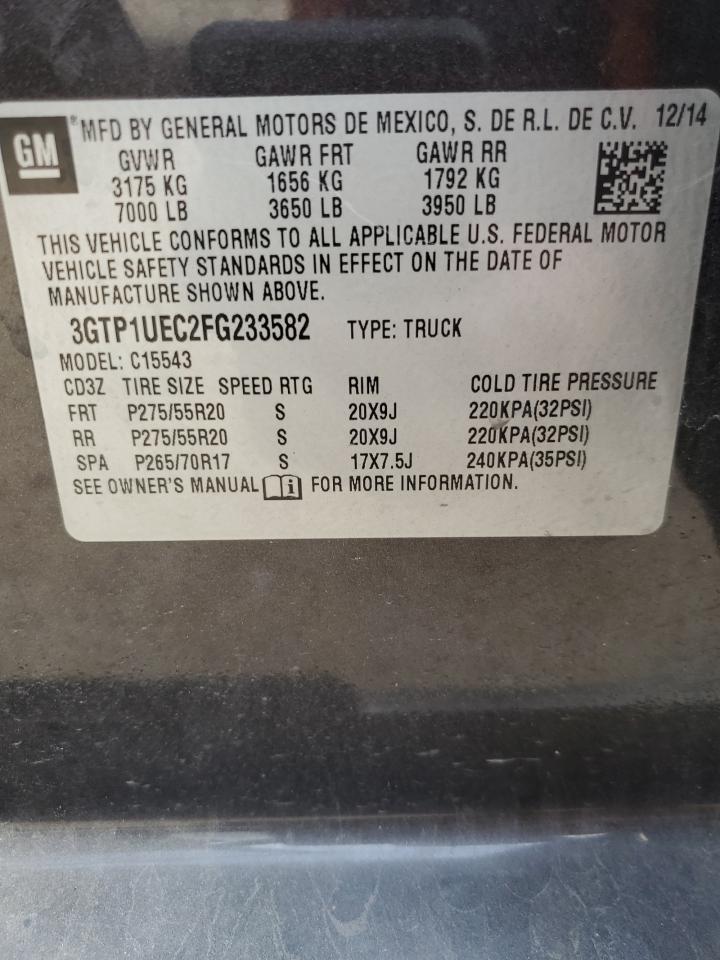 GM ® MFD BY GENERAL MOTORS DE MEXICO, S. DE R.L. DE C.V. 12/14
GVWR GAWR FRT GAWR RR
3175 KG 1656 KG 1792 KG
7000 LB 3650 LB 3950 LB
THIS VEHICLE CONFORMS TO ALL APPLICABLE U.S. FEDERAL MOTOR
VEHICLE SAFETY STANDARDS IN EFFECT ON THE DATE OF
MANUFACTURE SHOWN ABOVE.
3GTP1UEC2FG233582 TYPE: TRUCK
MODEL: C15543
CD3Z TIRE SIZE SPEED RTG RIM COLD TIRE PRESSURE
FRT P275/55R20 S 20X9J 220KPA(32PSI)
RR P275/55R20 S 20X9J 220KPA(32PSI)
SPA P265/70R17 S 17X7.5J 240KPA(35PSI)
SEE OWNER'S MANUAL i FOR MORE INFORMATION.